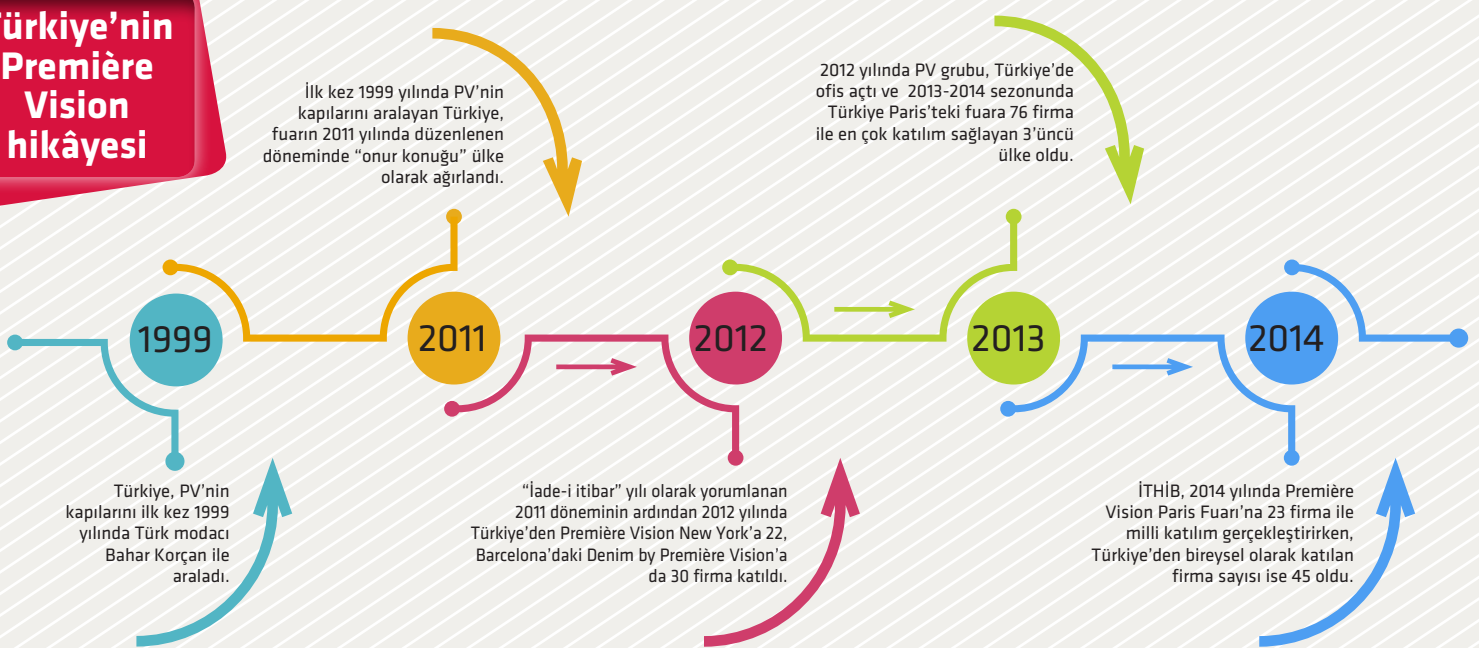 Türkiye’nin
Première
Vision
hikâyesi
1999
Türkiye, PV’nin
kapılarını ilk kez 1999
yılında Türk modacı
Bahar Korçan ile
araladı.
2011
İlk kez 1999 yılında PV’nin
kapılarını aralayan Türkiye,
fuarın 2011 yılında düzenlenen
döneminde “onur konuğu” ülke
olarak ağırlandı.
2012
“İade-i itibar” yılı olarak yorumlanan
2011 döneminin ardından 2012 yılında
Türkiye’den Première Vision New York’a 22,
Barcelona’daki Denim by Première Vision’a
da 30 firma katıldı.
2013
2012 yılında PV grubu, Türkiye’de
ofis açtı ve 2013-2014 sezonunda
Türkiye Paris’teki fuara 76 firma
ile en çok katılım sağlayan 3’üncü
ülke oldu.
2014
İTHİB, 2014 yılında Première
Vision Paris Fuarı’na 23 firma ile
milli katılım gerçekleştirirken,
Türkiye’den bireysel olarak katılan
firma sayısı ise 45 oldu.